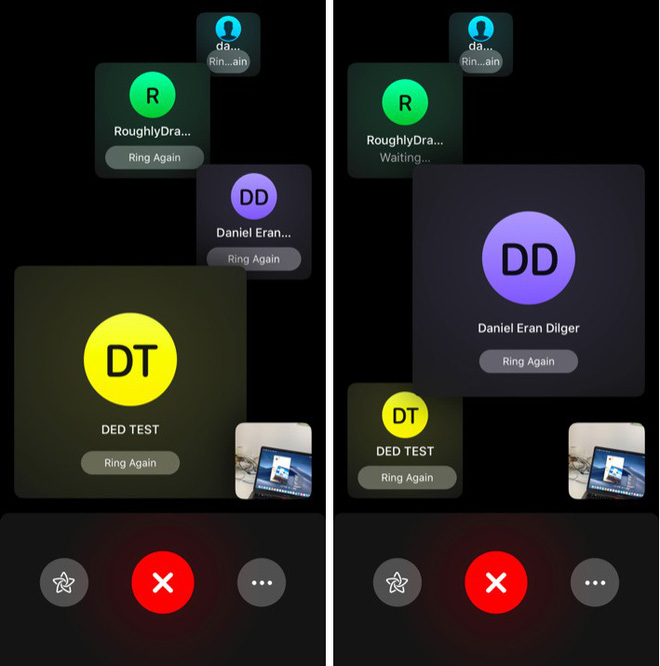 da...
Rin...ain
R
RoughlyDra...
Ring Again
DD
Daniel Eran...
Ring Again
DT
DED TEST
Ring Again
da...
Rin...ain
R
RoughlyDra...
Waiting...
DD
Daniel Eran Dilger
Ring Again
DT
DED TEST
Ring Again